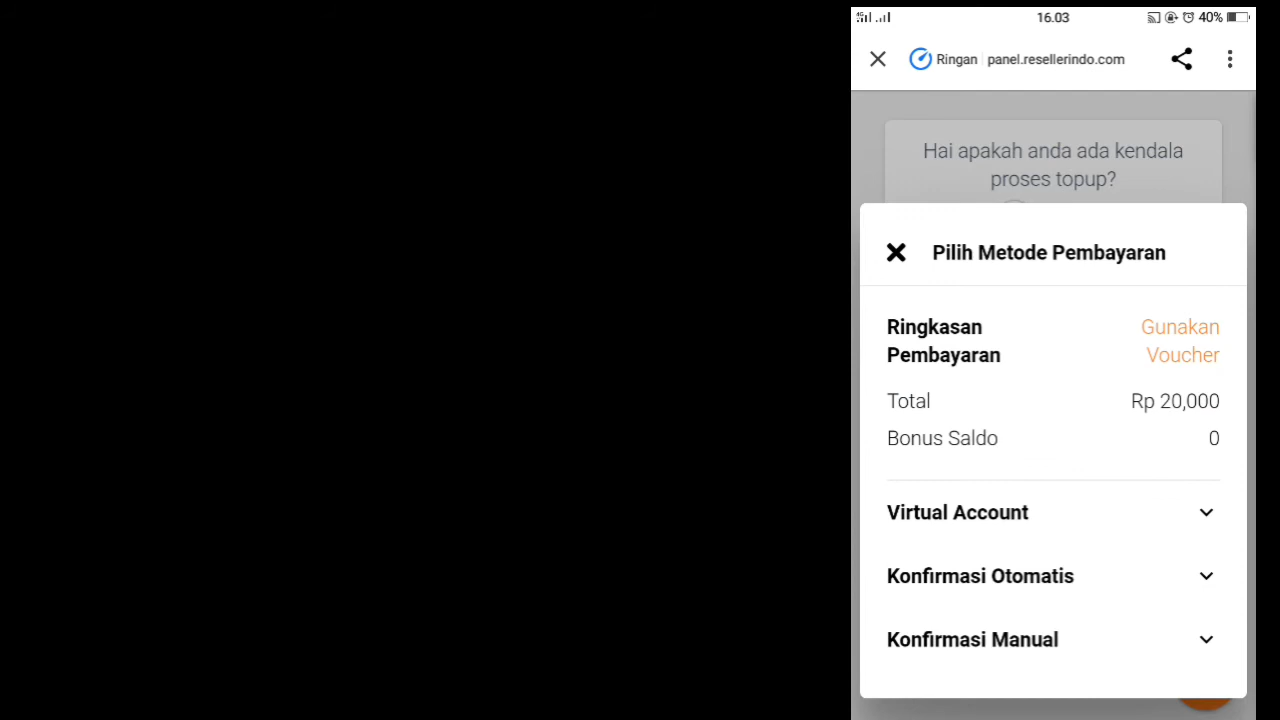 16.03 40%
Ringan panel.resellerindo.com
Hai apakah anda ada kendala
proses topup?
Pilih Metode Pembayaran
Ringkasan Gunakan
Pembayaran Voucher
Total Rp 20,000
Bonus Saldo 0
Virtual Account
Konfirmasi Otomatis
Konfirmasi Manual